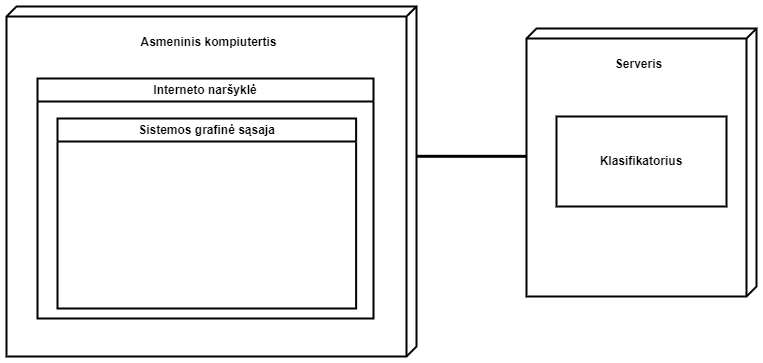 Asmeninis kompiutertis
Interneto naršyklė
Sistemos grafinė sąsaja
Serveris
Klasifikatorius